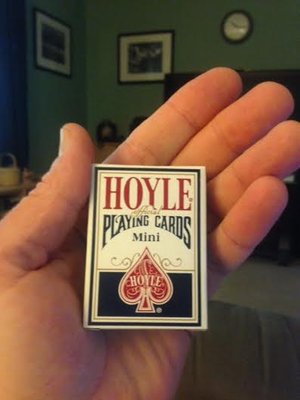 HOYLE®
official
PLAYING CARDS
Mini
HOYLE
®